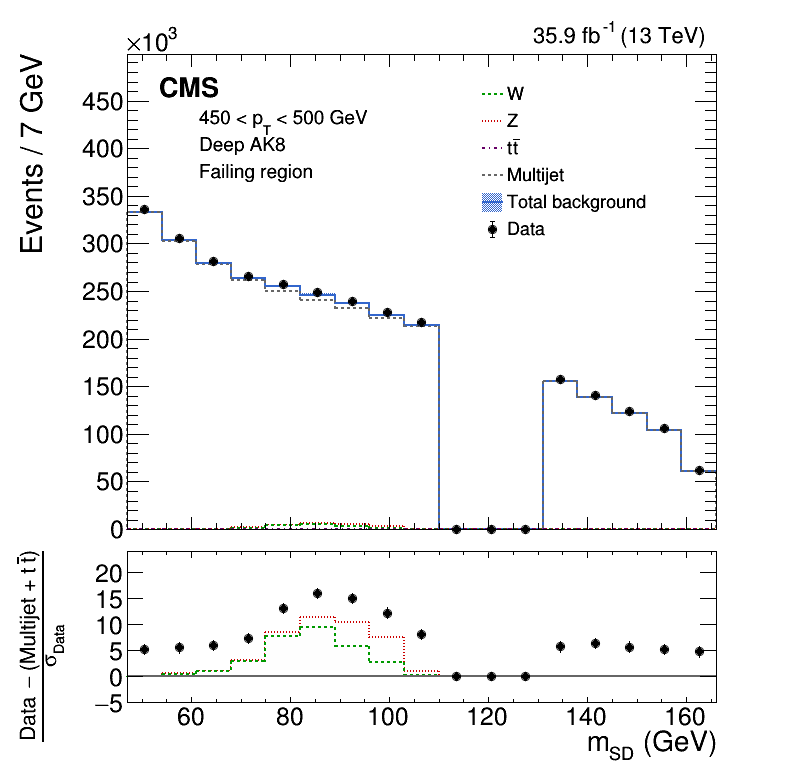 ×10³
35.9 fb⁻¹ (13 TeV)
CMS
450 < p_T < 500 GeV
Deep AK8
Failing region
W
Z
tt̄
Multijet
Total background
Data
Events / 7 GeV
450
400
350
300
250
200
150
100
50
0
Data − (Multijet + tt̄)
σ_Data
20
15
10
5
0
−5
60 80 100 120 140 160
m_SD (GeV)